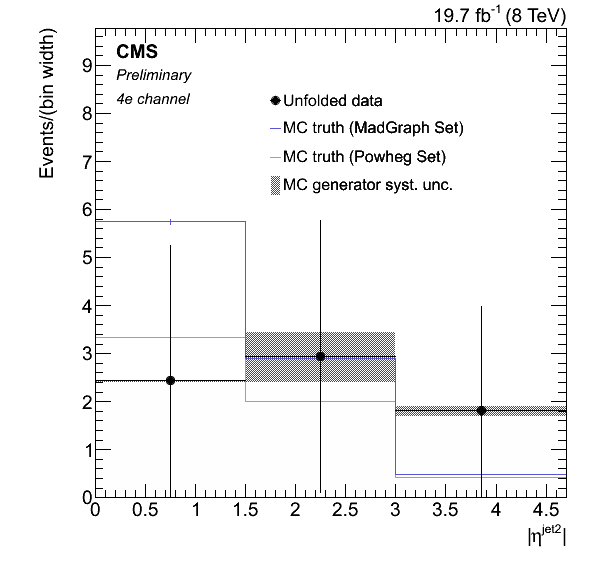 19.7 fb⁻¹ (8 TeV)
CMS
Preliminary
4e channel
Events/(bin width)
Unfolded data
MC truth (MadGraph Set)
MC truth (Powheg Set)
MC generator syst. unc.
9
8
7
6
5
4
3
2
1
0
0 0.5 1 1.5 2 2.5 3 3.5 4 4.5
|η^jet2|